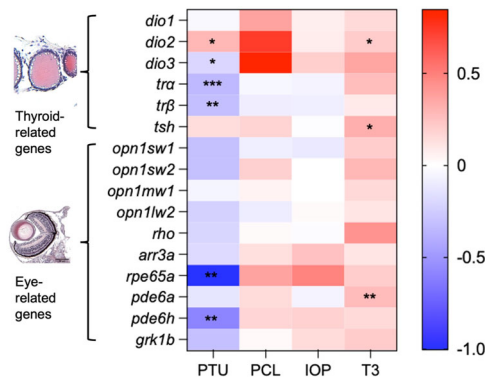 dio1
dio2
dio3
trα
trβ
tsh
Thyroid-
related
genes
opn1sw1
opn1sw2
opn1mw1
opn1lw2
rho
arr3a
rpe65a
pde6a
pde6h
grk1b
Eye-
related
genes
* *
*
***
**
*
**
**
**
PTU PCL IOP T3
0.5
0
-0.5
-1.0